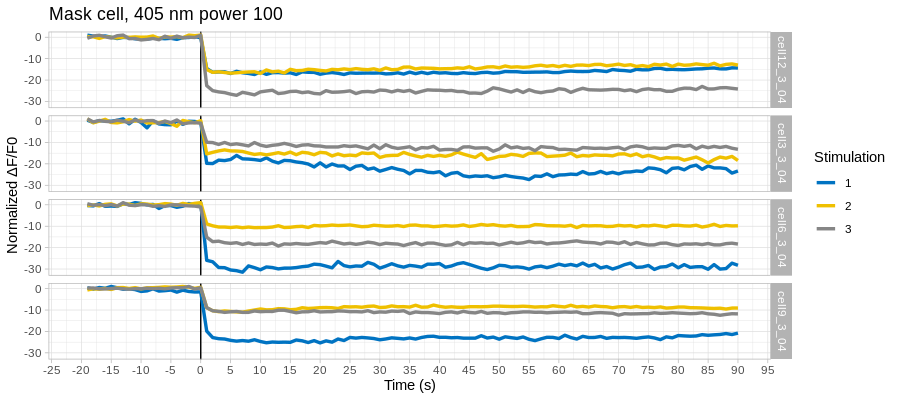 Mask cell, 405 nm power 100
Normalized ΔF/F0
0
-10
-20
-30
cell12_3_04
0
-10
-20
-30
cell3_3_04
0
-10
-20
-30
cell6_3_04
0
-10
-20
-30
cell9_3_04
-25 -20 -15 -10 -5 0 5 10 15 20 25 30 35 40 45 50 55 60 65 70 75 80 85 90 95
Time (s)
Stimulation
1
2
3